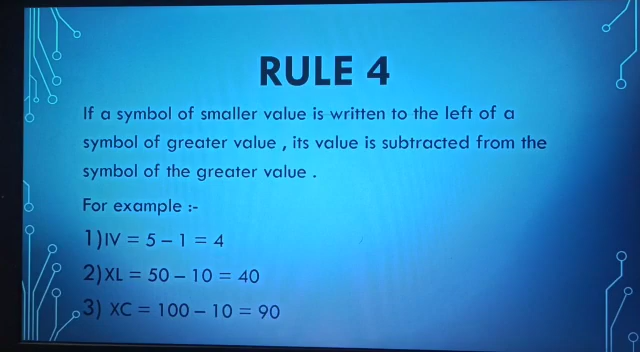 RULE 4
If a symbol of smaller value is written to the left of a
symbol of greater value , its value is subtracted from the
symbol of the greater value .
For example :-
1)IV = 5 – 1 = 4
2)XL = 50 – 10 = 40
3) XC = 100 – 10 = 90